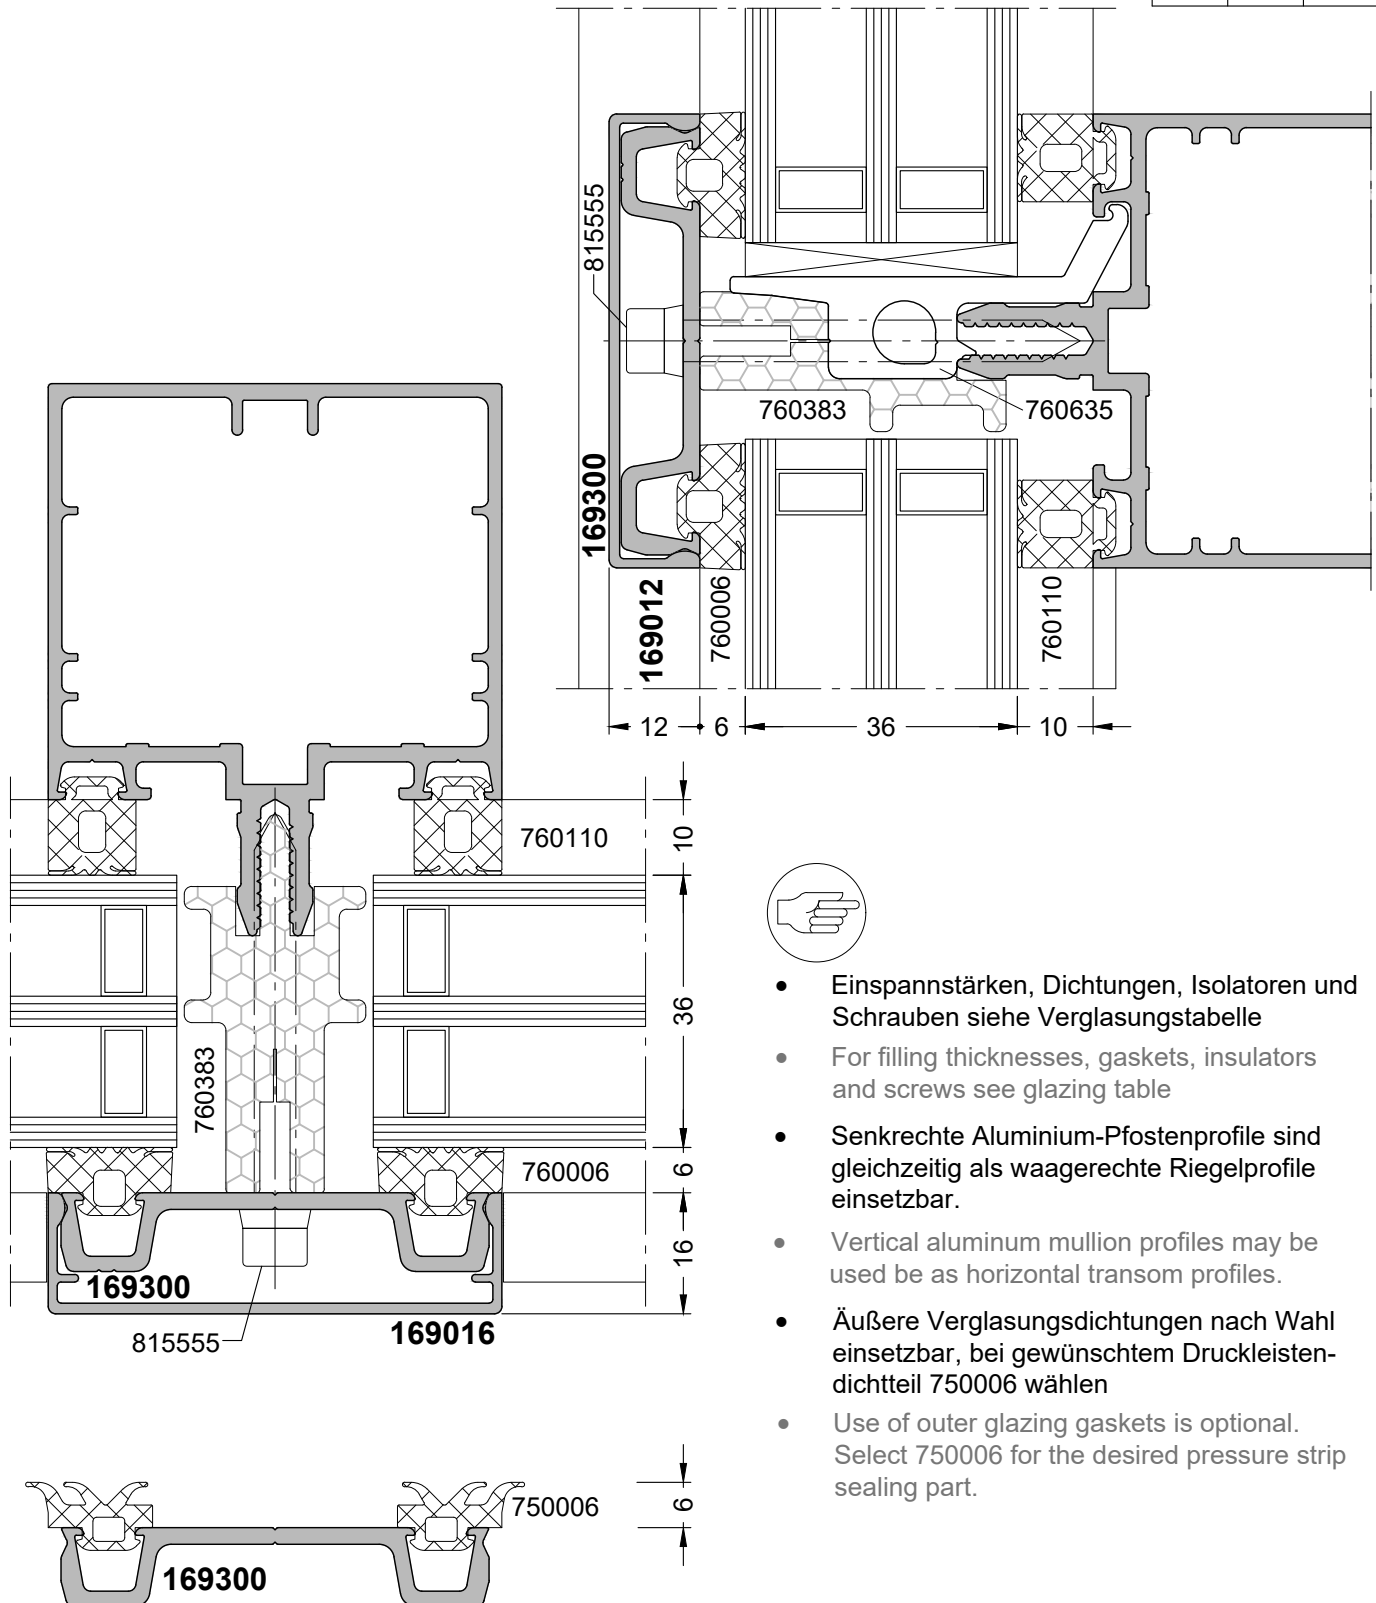 815555
760383
760635
169300
169012
760006
760110
12
6
36
10
760110
10
36
760383
760006
6
16
169300
815555
169016
• Einspannstärken, Dichtungen, Isolatoren und
Schrauben siehe Verglasungstabelle
• For filling thicknesses, gaskets, insulators
and screws see glazing table
• Senkrechte Aluminium-Pfostenprofile sind
gleichzeitig als waagerechte Riegelprofile
einsetzbar.
• Vertical aluminum mullion profiles may be
used be as horizontal transom profiles.
• Äußere Verglasungsdichtungen nach Wahl
einsetzbar, bei gewünschtem Druckleisten-
dichtteil 750006 wählen
• Use of outer glazing gaskets is optional.
Select 750006 for the desired pressure strip
sealing part.
750006
6
169300